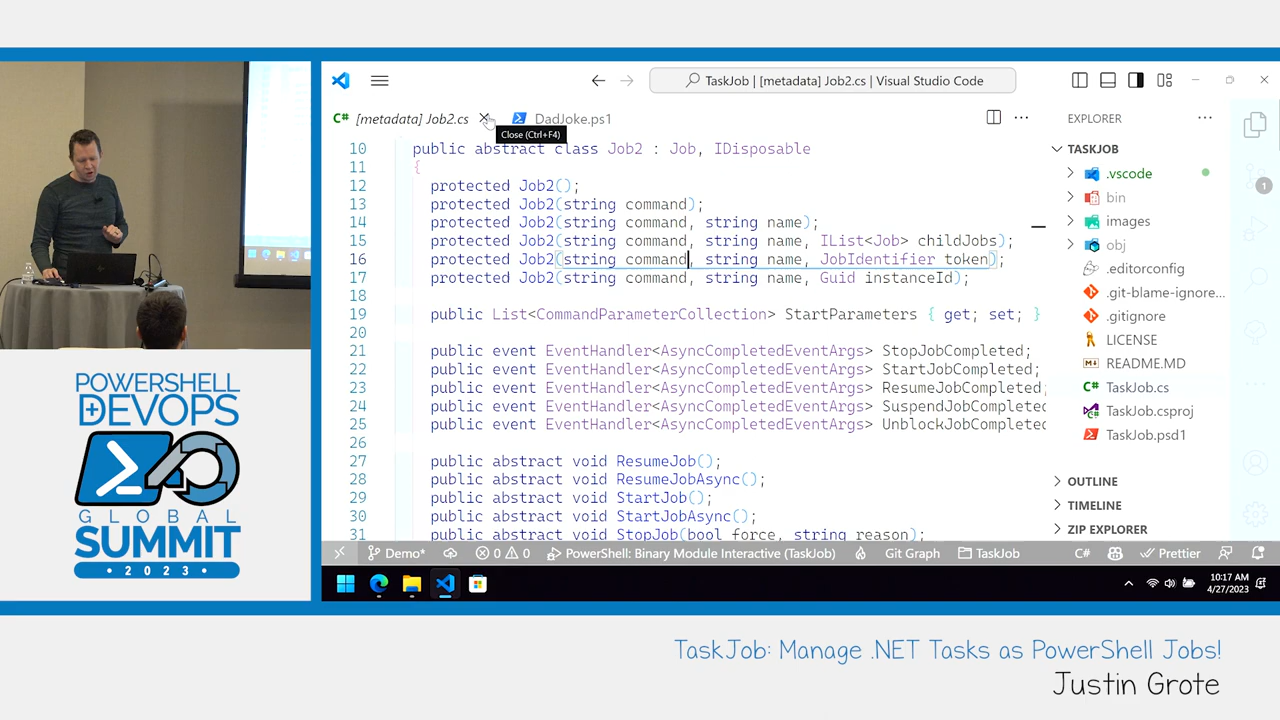 TaskJob | [metadata] Job2.cs | Visual Studio Code
C# [metadata] Job2.cs
DadJoke.ps1
Close (Ctrl+F4)
10 public abstract class Job2 : Job, IDisposable
11 {
12 protected Job2();
13 protected Job2(string command);
14 protected Job2(string command, string name);
15 protected Job2(string command, string name, IList<Job> childJobs);
16 protected Job2(string command, string name, JobIdentifier token);
17 protected Job2(string command, string name, Guid instanceId);
18
19 public List<CommandParameterCollection> StartParameters { get; set; }
20
21 public event EventHandler<AsyncCompletedEventArgs> StopJobCompleted;
22 public event EventHandler<AsyncCompletedEventArgs> StartJobCompleted;
23 public event EventHandler<AsyncCompletedEventArgs> ResumeJobCompleted;
24 public event EventHandler<AsyncCompletedEventArgs> SuspendJobCompleted
25 public event EventHandler<AsyncCompletedEventArgs> UnblockJobCompleted
26
27 public abstract void ResumeJob();
28 public abstract void ResumeJobAsync();
29 public abstract void StartJob();
30 public abstract void StartJobAsync();
31 public abstract void StopJob(bool force, string reason);
EXPLORER
TASKJOB
.vscode
bin
images
obj
.editorconfig
.git-blame-ignore...
.gitignore
LICENSE
README.MD
C# TaskJob.cs
TaskJob.csproj
TaskJob.psd1
OUTLINE
TIMELINE
ZIP EXPLORER
1
Demo* 0 0 PowerShell: Binary Module Interactive (TaskJob) Git Graph TaskJob C# Prettier
10:17 AM
4/27/2023
POWERSHELL
+DEVOPS
GLOBAL
SUMMIT
• 2023 •
TaskJob: Manage .NET Tasks as PowerShell Jobs!
Justin Grote